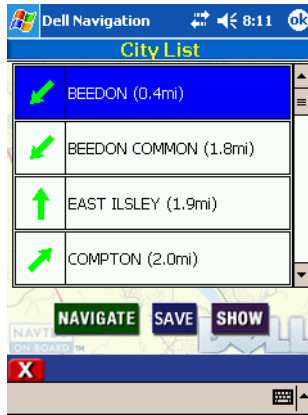 Dell Navigation 8:11 ok
City List
BEEDON (0.4mi)
BEEDON COMMON (1.8mi)
EAST ILSLEY (1.9mi)
COMPTON (2.0mi)
NAVIGATE SAVE SHOW
ON BOARD TM
X